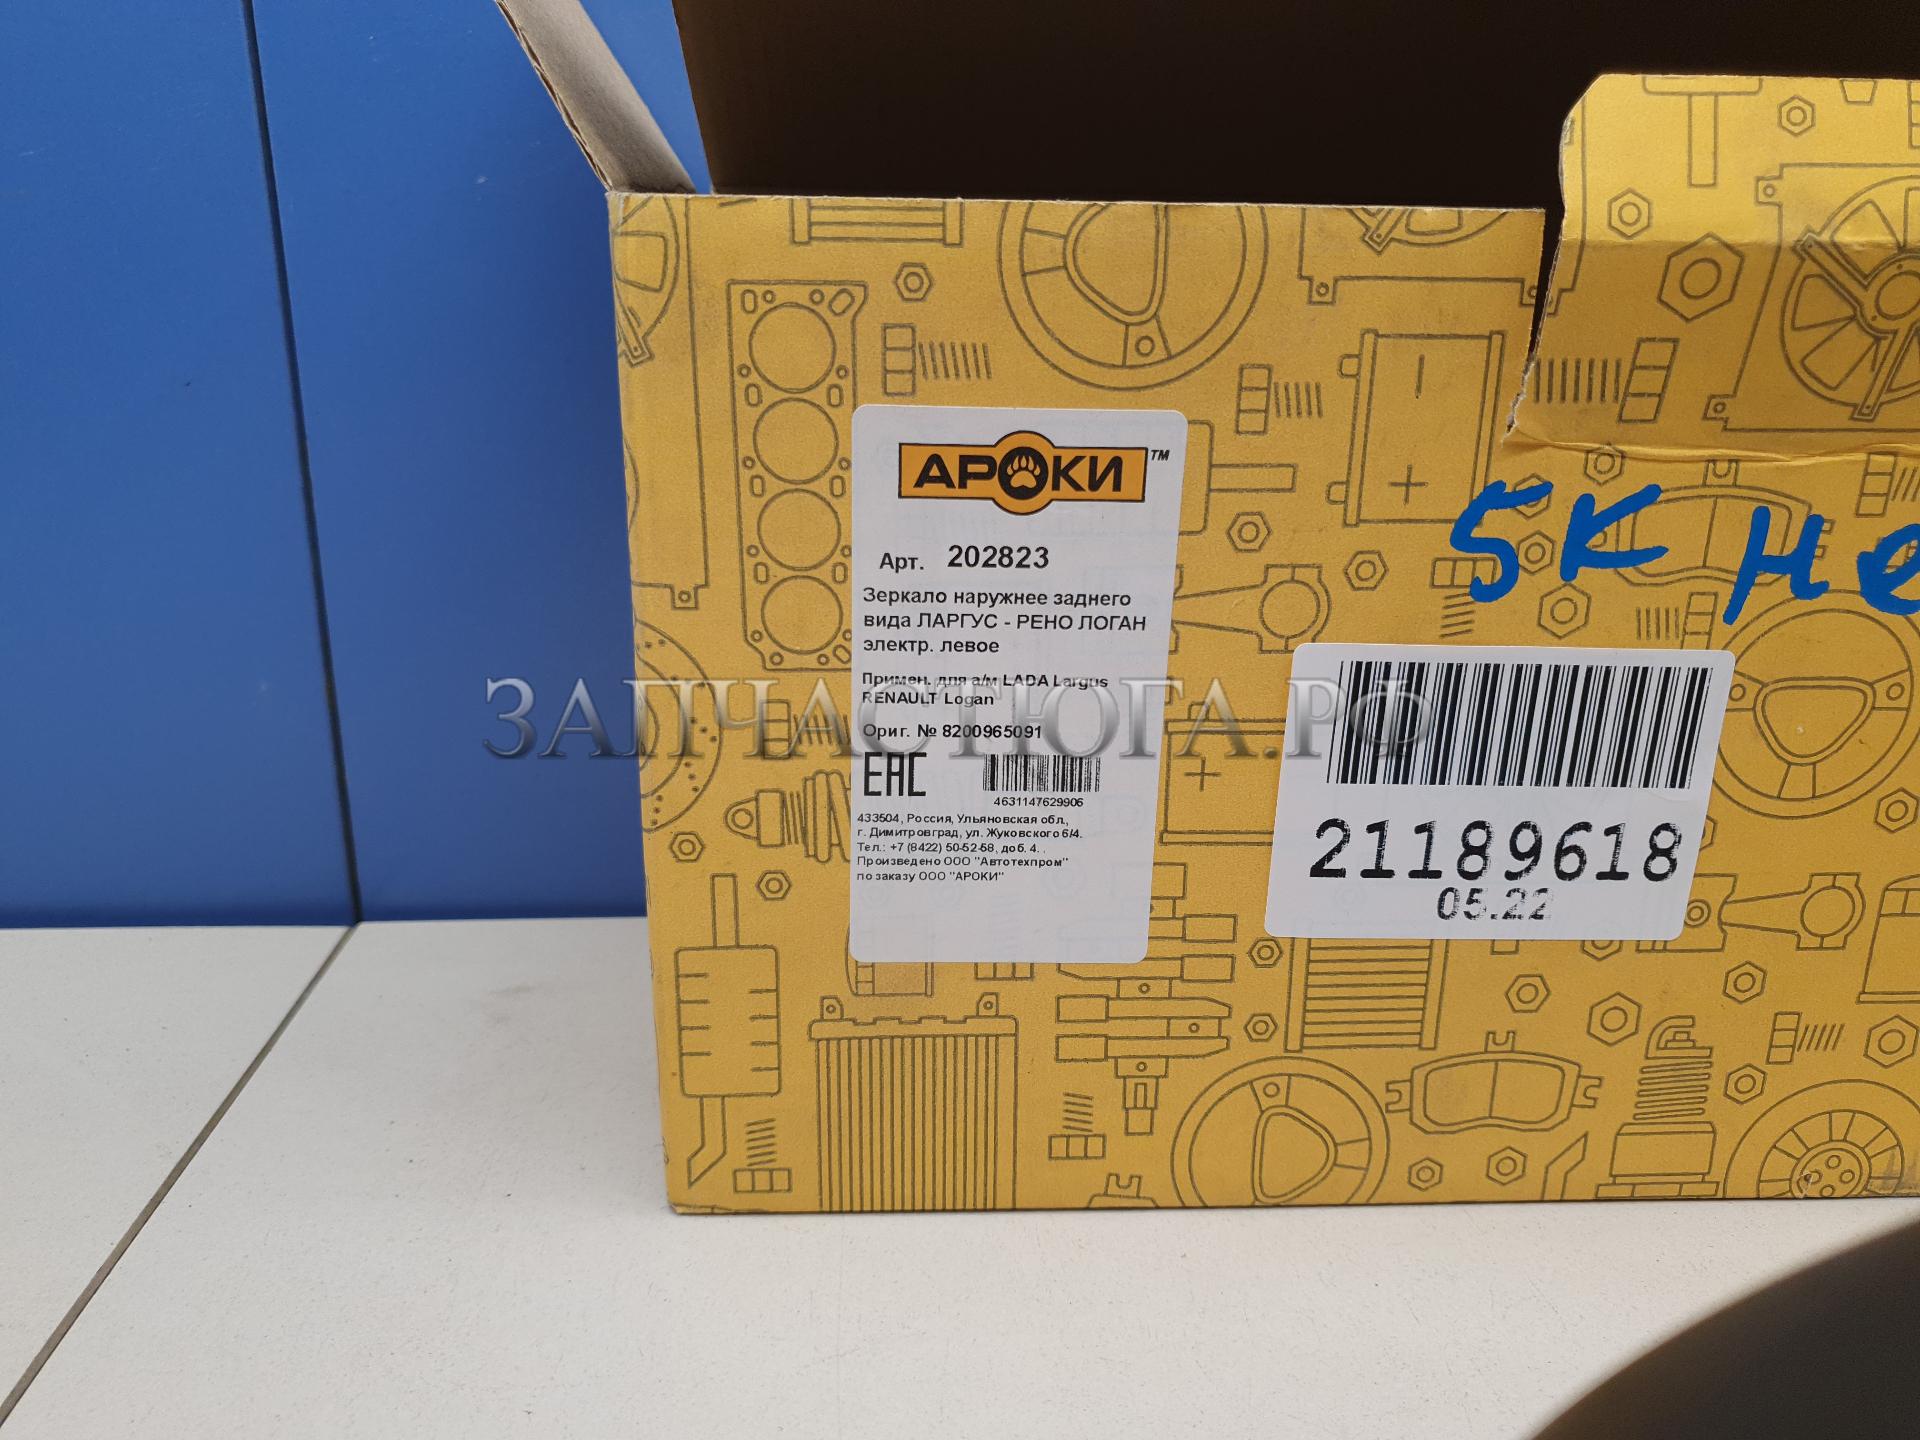 АРОКИ™
Арт. 202823
Зеркало наружнее заднего
вида ЛАРГУС - РЕНО ЛОГАН
электр. левое
Примен. для а/м LADA Largus
RENAULT Logan
Ориг. № 8200965091
EAC
4631147629906
433504, Россия, Ульяновская обл.,
г. Димитровград, ул. Жуковского 6/4.
Тел.: +7 (8422) 50-52-58, доб. 4. .
Произведено ООО "Автотехпром"
по заказу ООО "АРОКИ"
5К не
21189618
05.22
ЗАПЧАСТЮГА.РФ